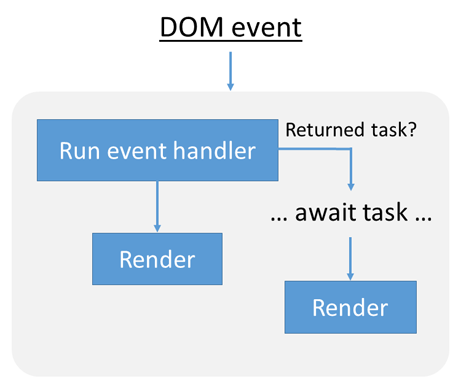 DOM event
Returned task?
Run event handler
... await task ...
Render
Render